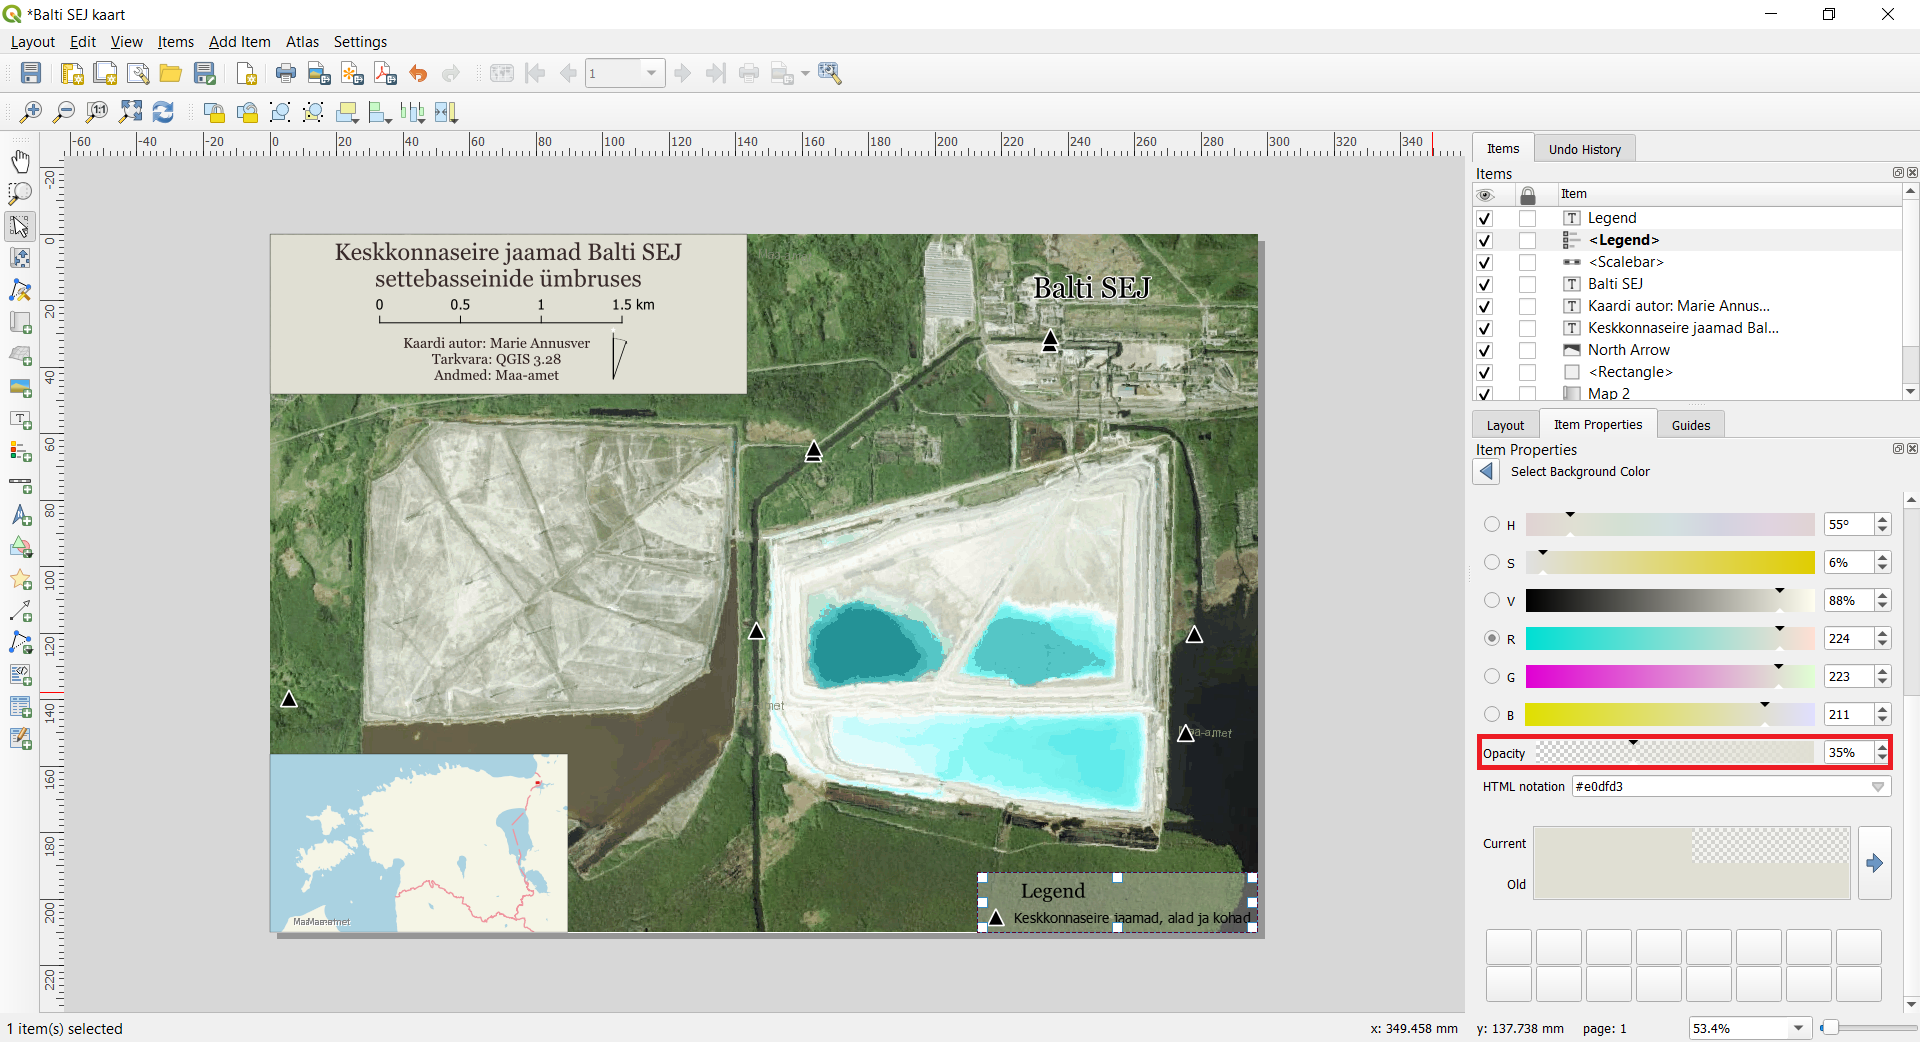 *Balti SEJ kaart
Layout Edit View Items Add Item Atlas Settings
1
-60 -40 -20 0 20 40 60 80 100 120 140 160 180 200 220 240 260 280 300 320 340
-20 0 20 40 60 80 100 120 140 160 180 200 220
Keskkonnaseire jaamad Balti SEJ
settebasseinide ümbruses
0 0.5 1 1.5 km
Kaardi autor: Marie Annusver
Tarkvara: QGIS 3.28
Andmed: Maa-amet
Balti SEJ
Maa-amet
Legend
Keskkonnaseire jaamad, alad ja kohad
Items Undo History
Items
Item
Legend
<Legend>
<Scalebar>
Balti SEJ
Kaardi autor: Marie Annus...
Keskkonnaseire jaamad Bal...
North Arrow
<Rectangle>
Map 2
Layout Item Properties Guides
Item Properties
Select Background Color
H 55°
S 6%
V 88%
R 224
G 223
B 211
Opacity 35%
HTML notation #e0dfd3
Current
Old
1 item(s) selected
x: 349.458 mm y: 137.738 mm page: 1 53.4%